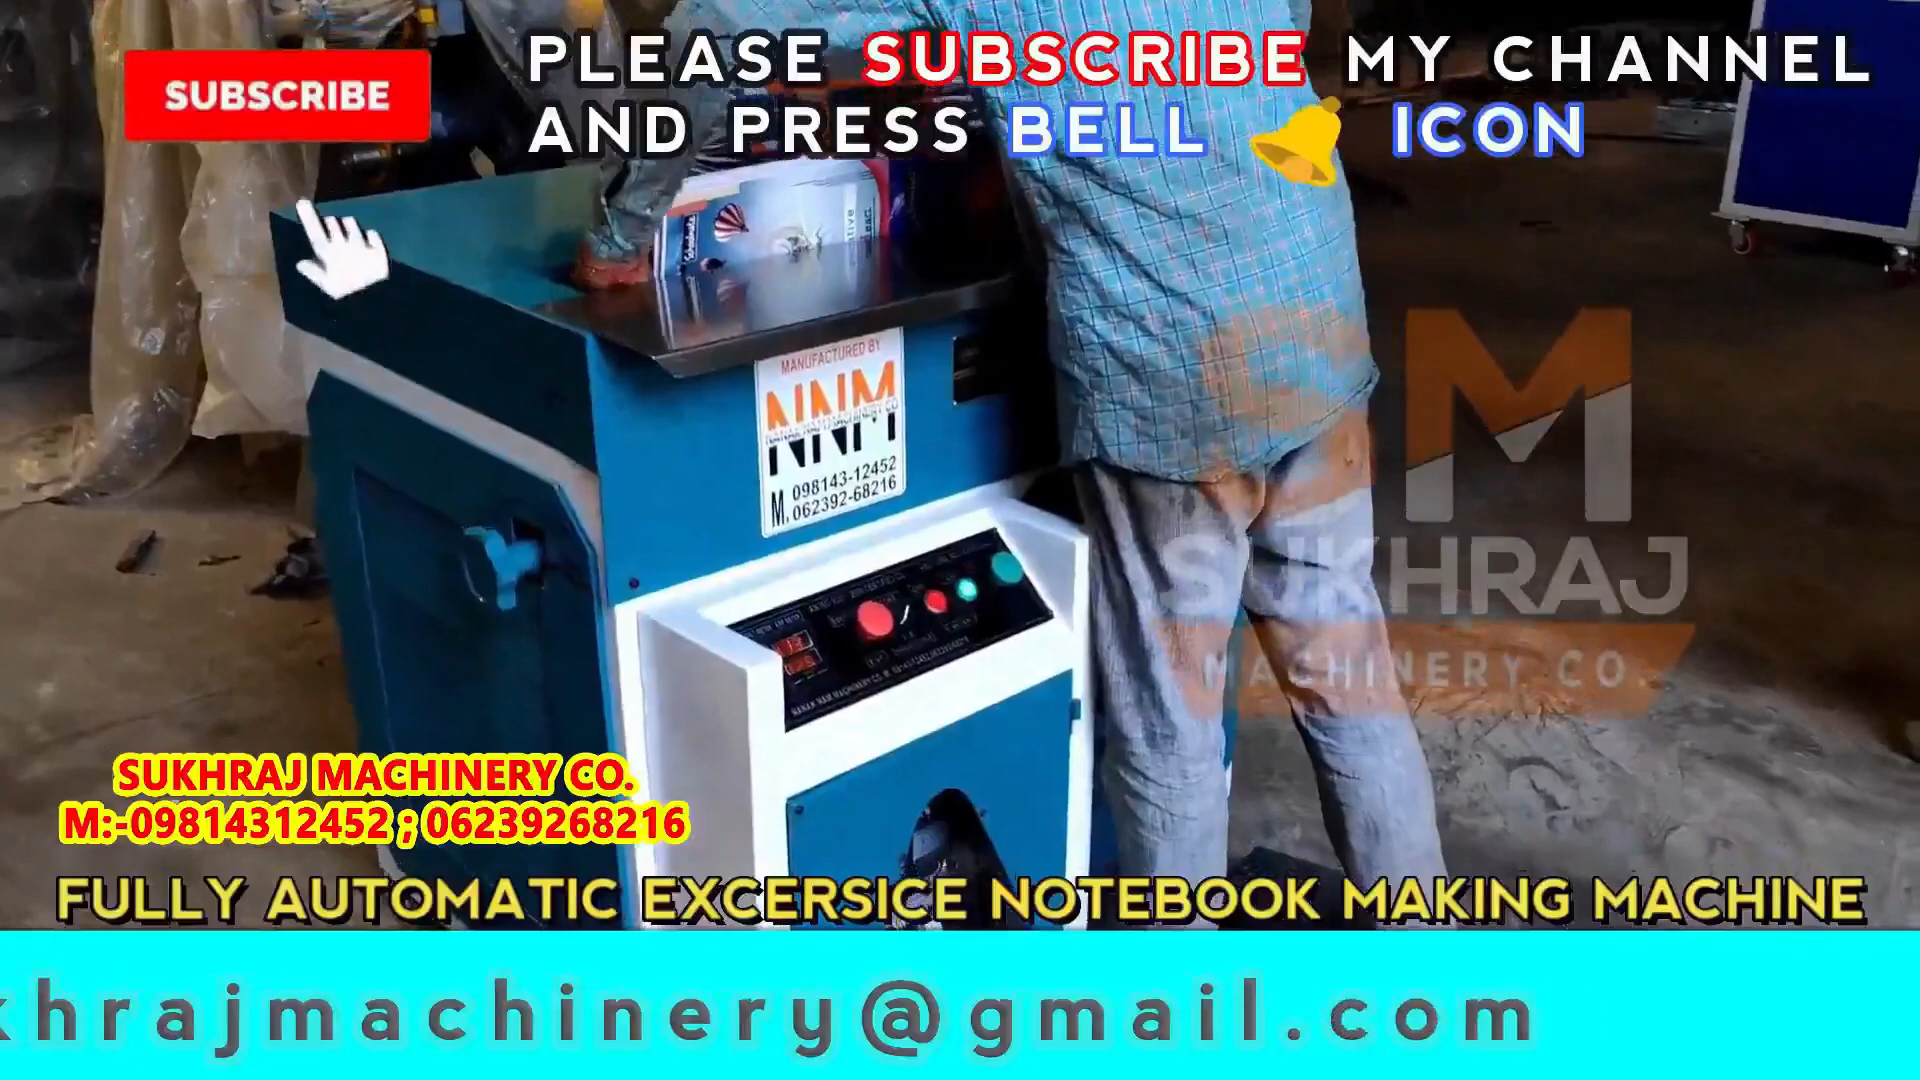 SUBSCRIBE
PLEASE SUBSCRIBE MY CHANNEL
AND PRESS BELL ICON
MANUFACTURED BY
NNM
M. 098143-12452
062392-68216
M
SUKHRAJ
MACHINERY CO.
SUKHRAJ MACHINERY CO.
M:-09814312452 ; 06239268216
FULLY AUTOMATIC EXCERSICE NOTEBOOK MAKING MACHINE
hrajmachinery@gmail.com